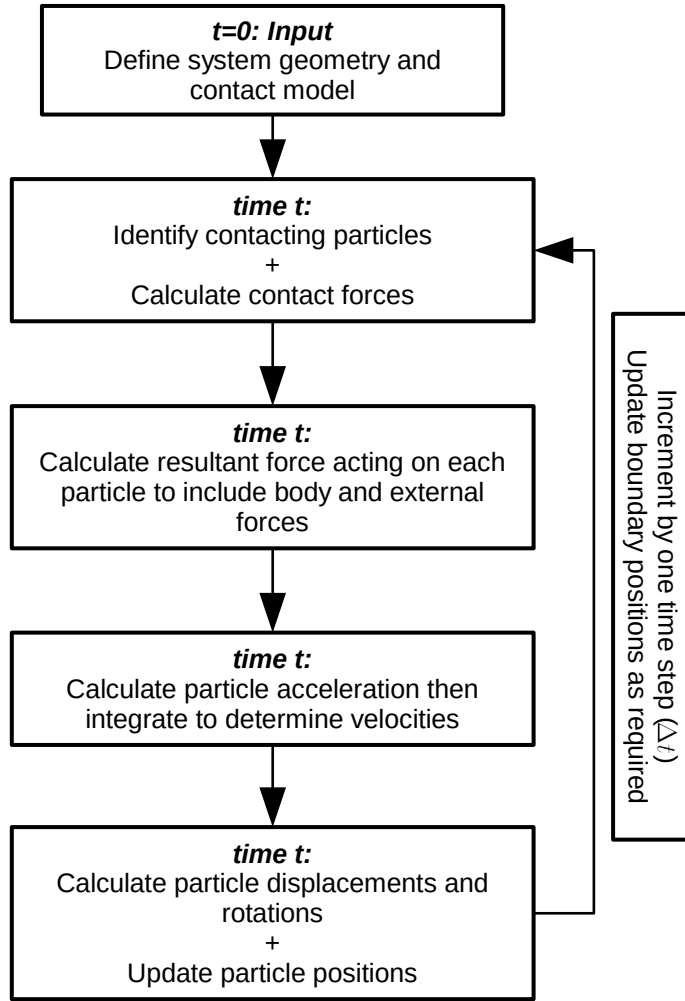 t=0: Input
Define system geometry and
contact model
time t:
Identify contacting particles
+
Calculate contact forces
time t:
Calculate resultant force acting on each
particle to include body and external
forces
time t:
Calculate particle acceleration then
integrate to determine velocities
time t:
Calculate particle displacements and
rotations
+
Update particle positions
Increment by one time step (Δt)
Update boundary positions as required